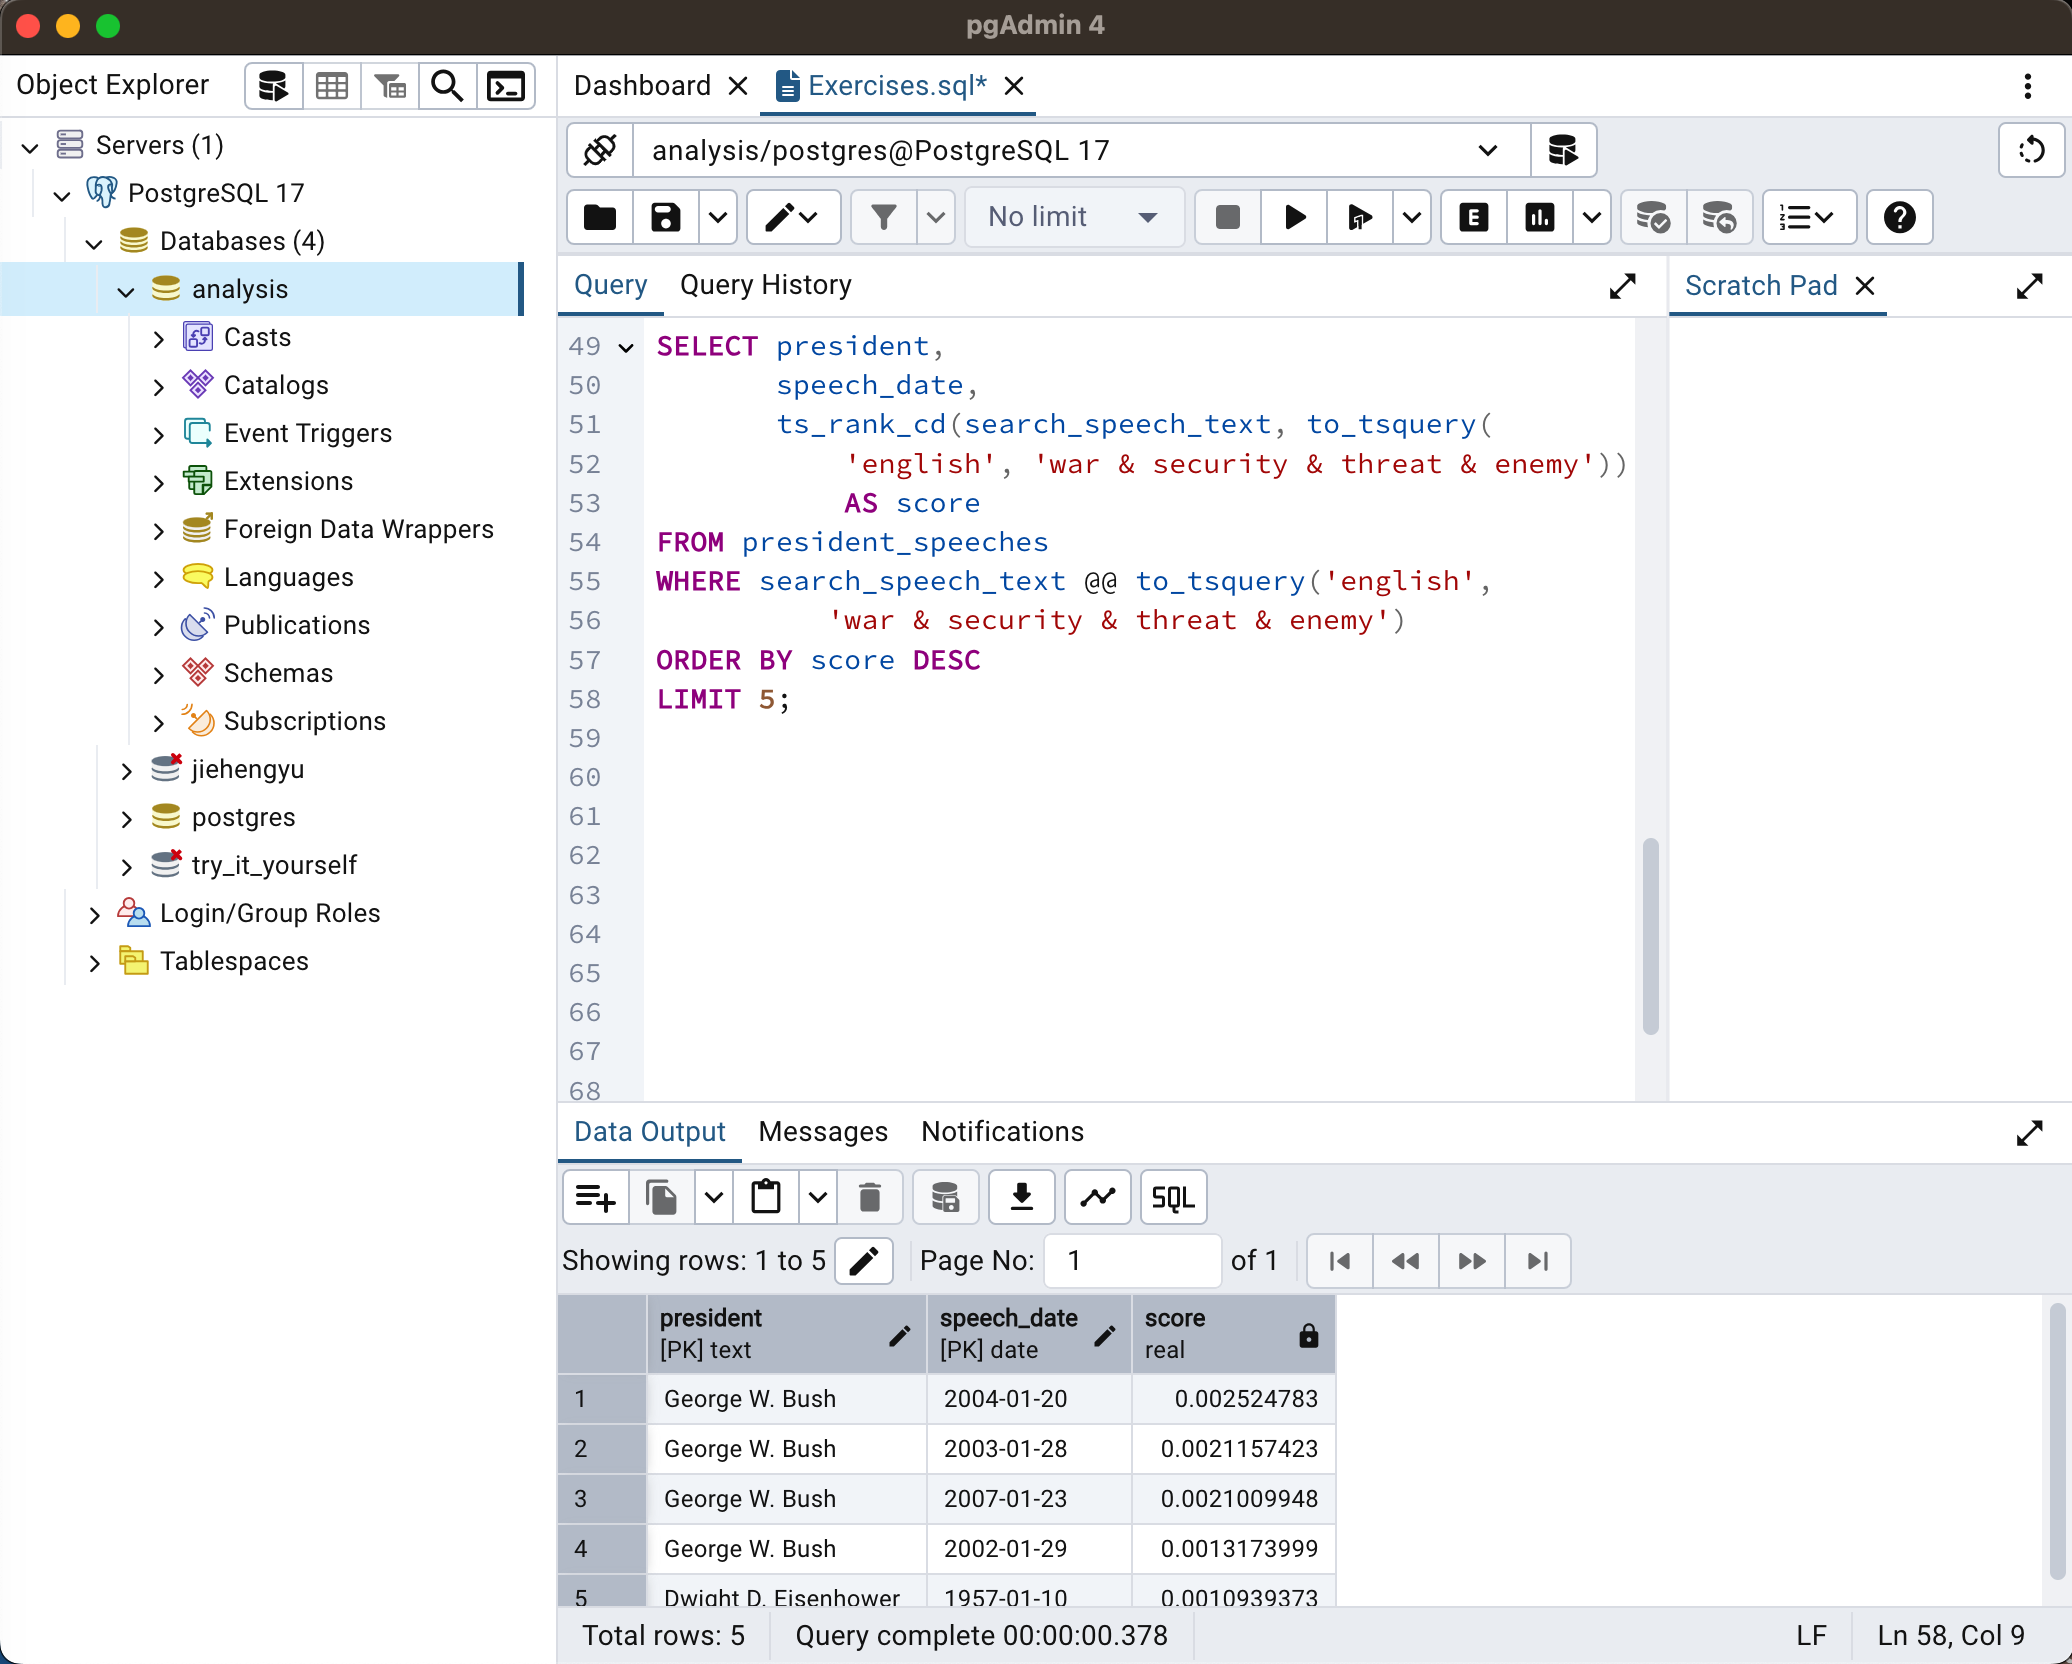 pgAdmin 4
Object Explorer
Servers (1)
PostgreSQL 17
Databases (4)
analysis
Casts
Catalogs
Event Triggers
Extensions
Foreign Data Wrappers
Languages
Publications
Schemas
Subscriptions
jiehengyu
postgres
try_it_yourself
Login/Group Roles
Tablespaces
Dashboard
Exercises.sql*
analysis/postgres@PostgreSQL 17
No limit
E
Query
Query History
Scratch Pad
49 SELECT president,
50 speech_date,
51 ts_rank_cd(search_speech_text, to_tsquery(
52 'english', 'war & security & threat & enemy'))
53 AS score
54 FROM president_speeches
55 WHERE search_speech_text @@ to_tsquery('english',
56 'war & security & threat & enemy')
57 ORDER BY score DESC
58 LIMIT 5;
59
60
61
62
63
64
65
66
67
68
Data Output
Messages
Notifications
SQL
Showing rows: 1 to 5
Page No: 1 of 1
president speech_date score
[PK] text [PK] date real
1 George W. Bush 2004-01-20 0.002524783
2 George W. Bush 2003-01-28 0.0021157423
3 George W. Bush 2007-01-23 0.0021009948
4 George W. Bush 2002-01-29 0.0013173999
5 Dwight D. Eisenhower 1957-01-10 0.0010939373
Total rows: 5
Query complete 00:00:00.378
LF
Ln 58, Col 9